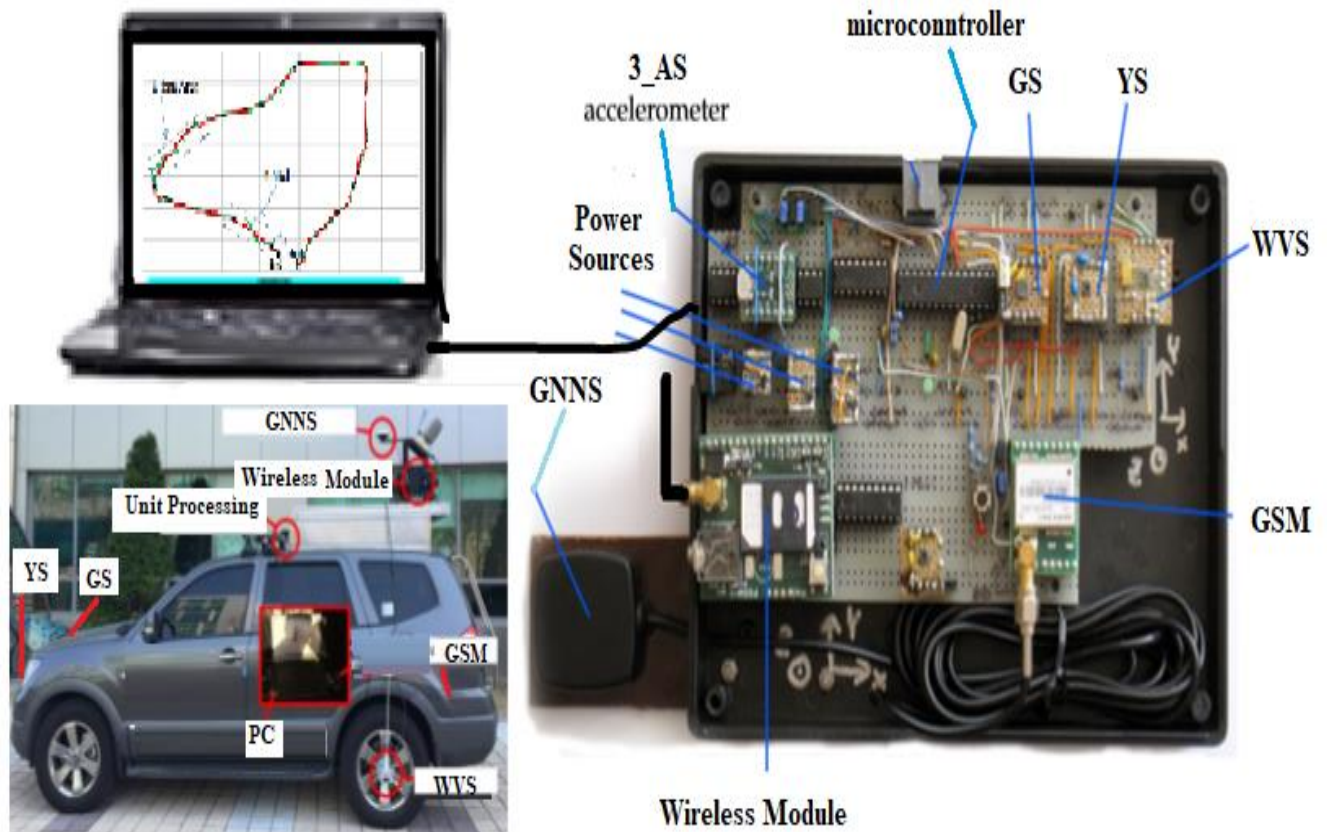 microconntroller
3_AS
accelerometer
GS
YS
Power
Sources
WVS
GNNS
GSM
Wireless Module
GNNS
Wireless Module
Unit Processing
YS
GS
GSM
PC
WVS
Y
X
Z
Y
X